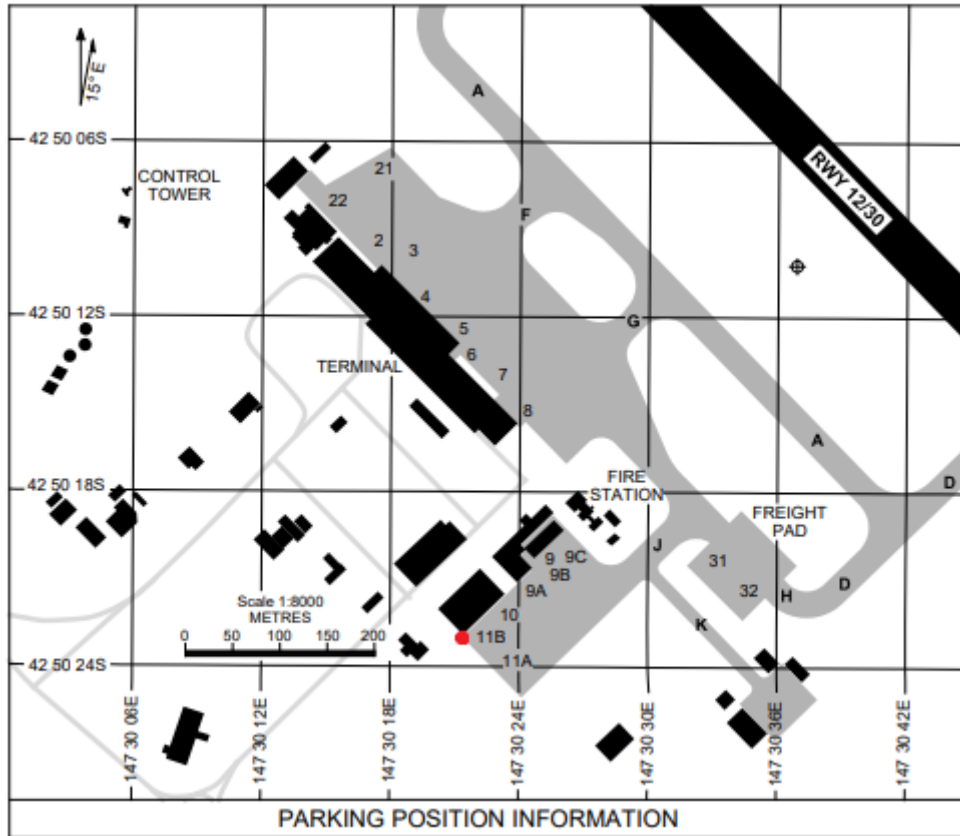 15° E
A
42 50 06S
CONTROL
TOWER
21
22
F
RWY 12/30
2
3
4
42 50 12S
5
G
6
TERMINAL
7
8
A
42 50 18S
FIRE
STATION
D
FREIGHT
PAD
J
9
9C
9B
31
9A
32
H
D
Scale 1:8000
METRES
0 50 100 150 200
10
K
11B
42 50 24S
11A
147 30 06E
147 30 12E
147 30 18E
147 30 24E
147 30 30E
147 30 36E
147 30 42E
PARKING POSITION INFORMATION